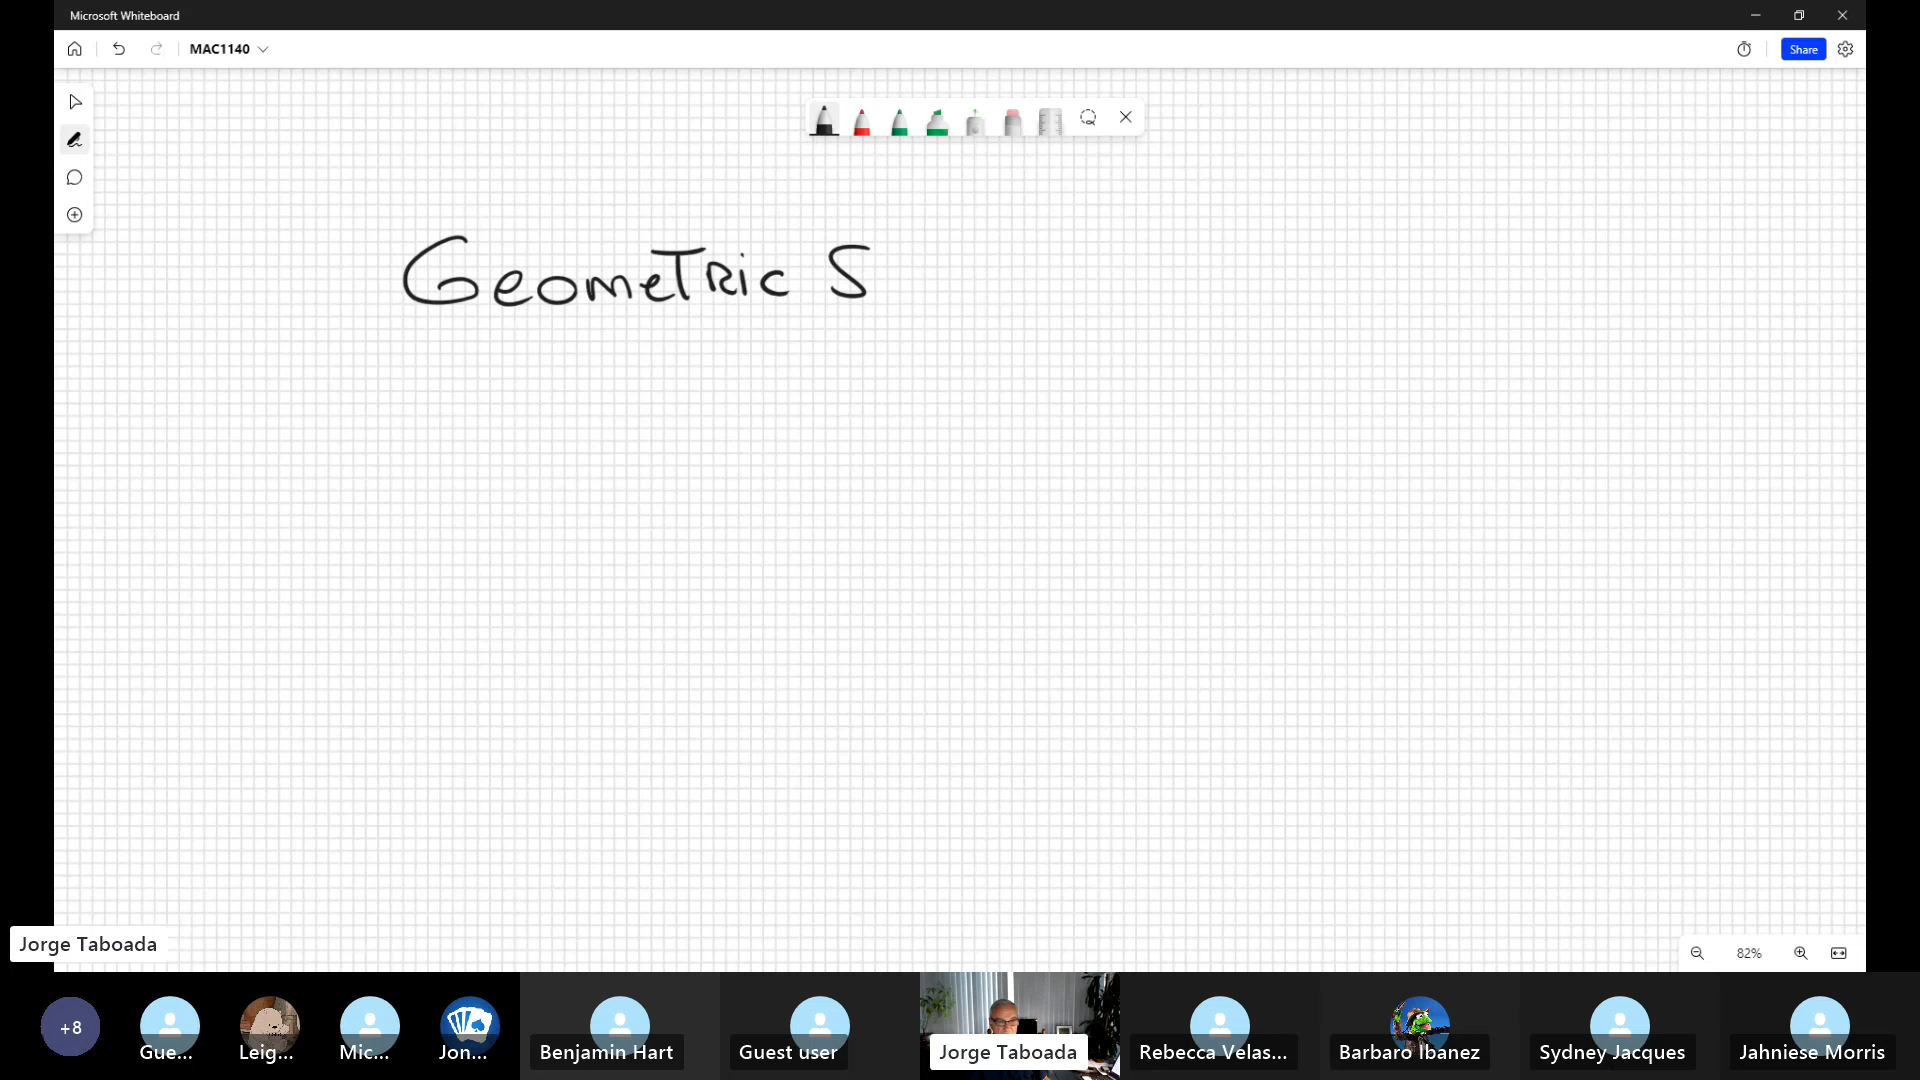 Microsoft Whiteboard
MAC1140
Share
GeomeTRic S
82%
Jorge Taboada
+8
Gue...
Leig...
Mic...
Jon...
Benjamin Hart
Guest user
Jorge Taboada
Rebecca Velas...
Barbaro Ibanez
Sydney Jacques
Jahniese Morris